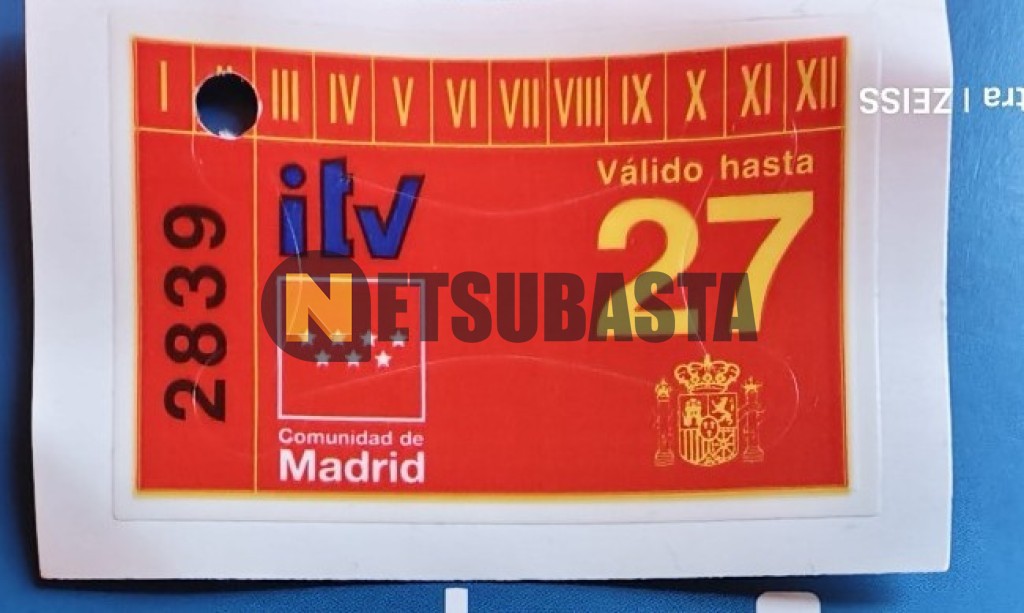 I II III IV V VI VII VIII IX X XI XII
ZEISS
2839
itv
Válido hasta
27
NETSUBASTA
Comunidad de
Madrid